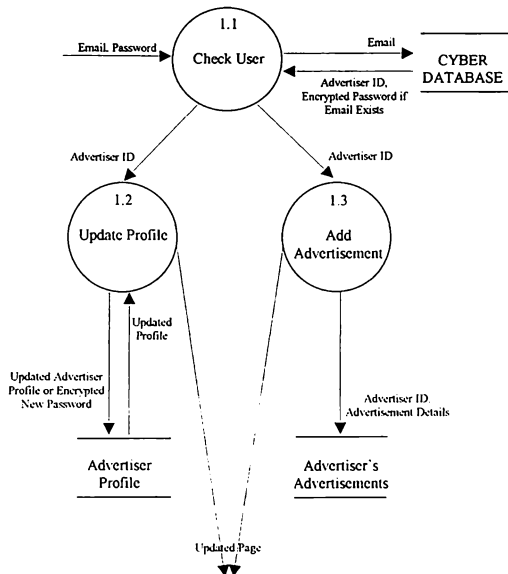 1.1
Check User
Email. Password
Email
CYBER
DATABASE
Advertiser ID,
Encrypted Password if
Email Exists
Advertiser ID
Advertiser ID
1.2
Update Profile
1.3
Add
Advertisement
Updated
Profile
Updated Advertiser
Profile or Encrypted
New Password
Advertiser ID.
Advertisement Details
Advertiser
Profile
Advertiser's
Advertisements
Updated Page